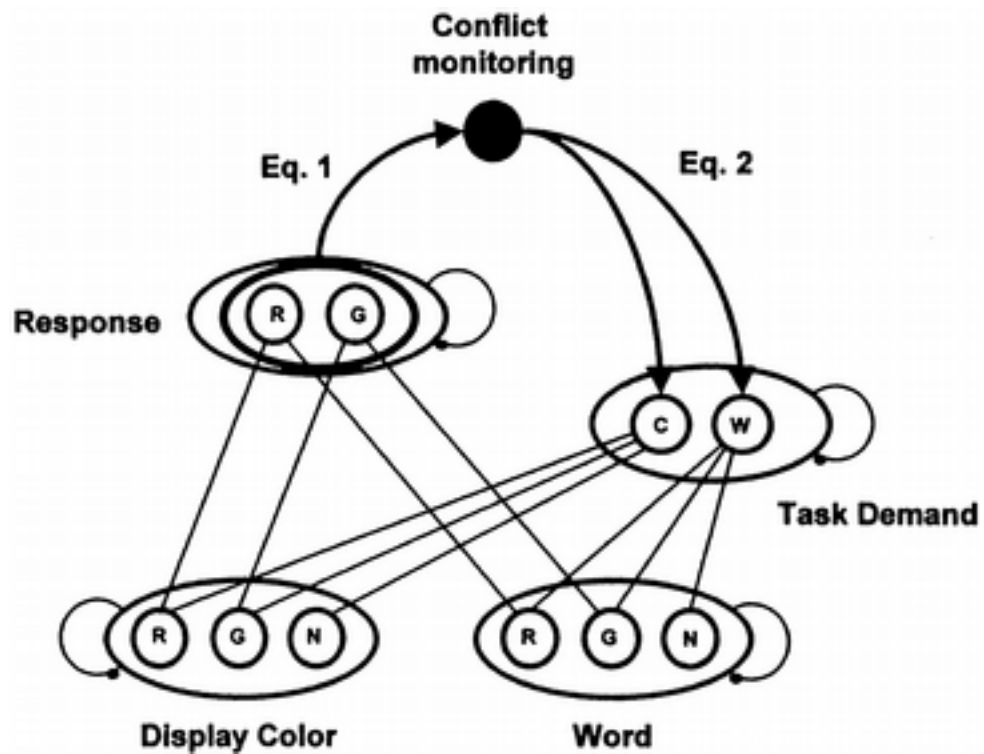 Conflict
monitoring
Eq. 1
Eq. 2
R G
Response
C W
Task Demand
R G N
R G N
Display Color
Word